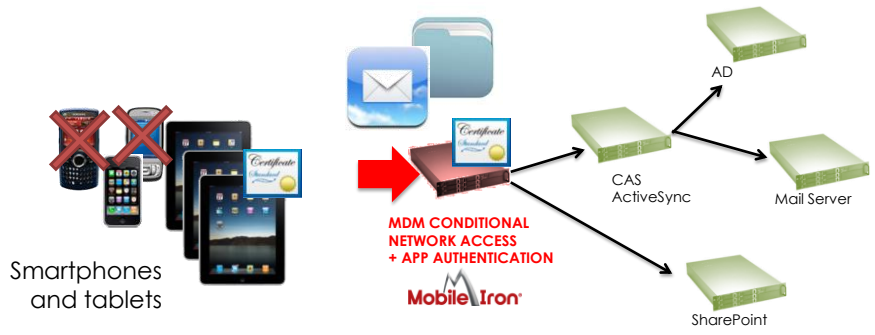 Smartphones
and tablets
Certificate
Standard
Certificate
Standard
MDM CONDITIONAL
NETWORK ACCESS
+ APP AUTHENTICATION
MobileIron
CAS
ActiveSync
AD
Mail Server
SharePoint